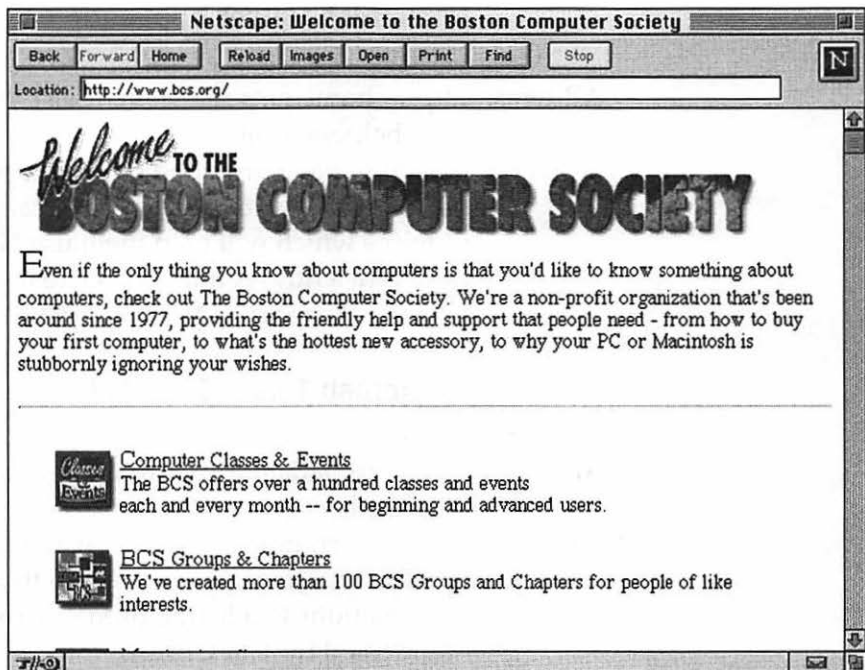 Netscape: Welcome to the Boston Computer Society
Back Forward Home Reload Images Open Print Find Stop
N
Location: http://www.bcs.org/
Welcome TO THE
BOSTON COMPUTER SOCIETY
Even if the only thing you know about computers is that you'd like to know something about
computers, check out The Boston Computer Society. We're a non-profit organization that's been
around since 1977, providing the friendly help and support that people need - from how to buy
your first computer, to what's the hottest new accessory, to why your PC or Macintosh is
stubbornly ignoring your wishes.
Classes
Events
Computer Classes & Events
The BCS offers over a hundred classes and events
each and every month -- for beginning and advanced users.
BCS
BCS Groups & Chapters
We've created more than 100 BCS Groups and Chapters for people of like
interests.